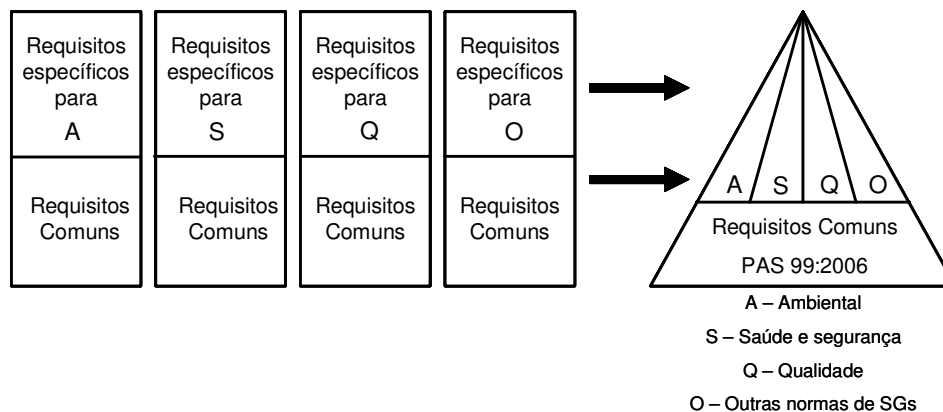 Requisitos
específicos
para
A
Requisitos
Comuns
Requisitos
específicos
para
S
Requisitos
Comuns
Requisitos
específicos
para
Q
Requisitos
Comuns
Requisitos
específicos
para
O
Requisitos
Comuns
A S Q O
Requisitos Comuns
PAS 99:2006
A – Ambiental
S – Saúde e segurança
Q – Qualidade
O – Outras normas de SGs